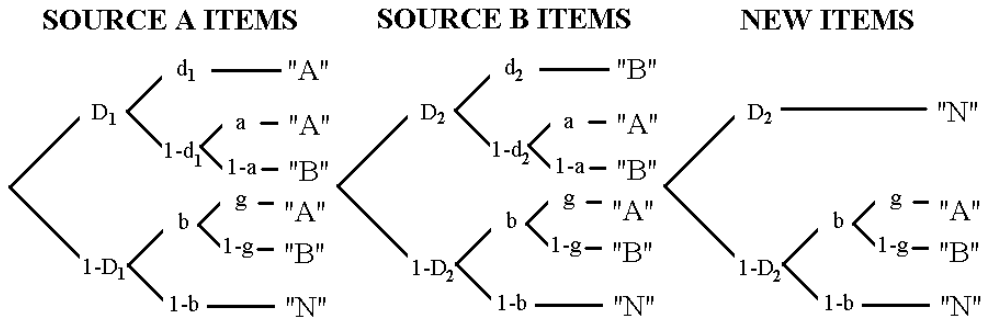 SOURCE A ITEMS SOURCE B ITEMS NEW ITEMS
d1 "A" d2 "B"
D1 D2 D2 "N"
a "A" a "A"
1-d1 1-d2
1-a "B" 1-a "B"
g "A" g "A" g "A"
b b b
1-g "B" 1-g "B" 1-g "B"
1-D1 1-D2 1-D2
1-b "N" 1-b "N" 1-b "N"